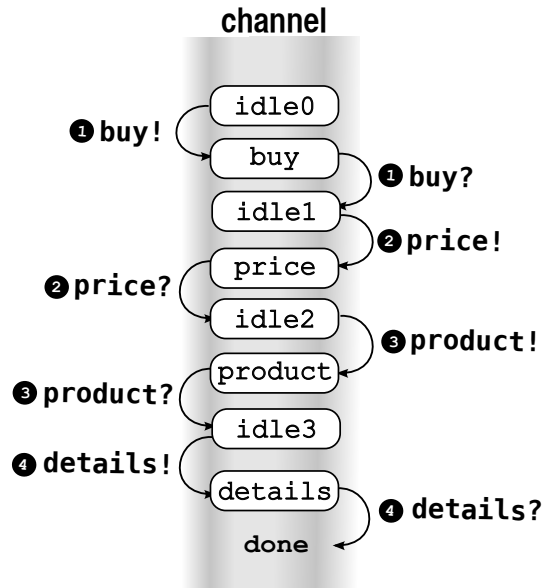 channel
idle0
❶ buy!
buy
❶ buy?
idle1
❷ price!
price
❷ price?
idle2
❸ product!
product
❸ product?
idle3
❹ details!
details
❹ details?
done